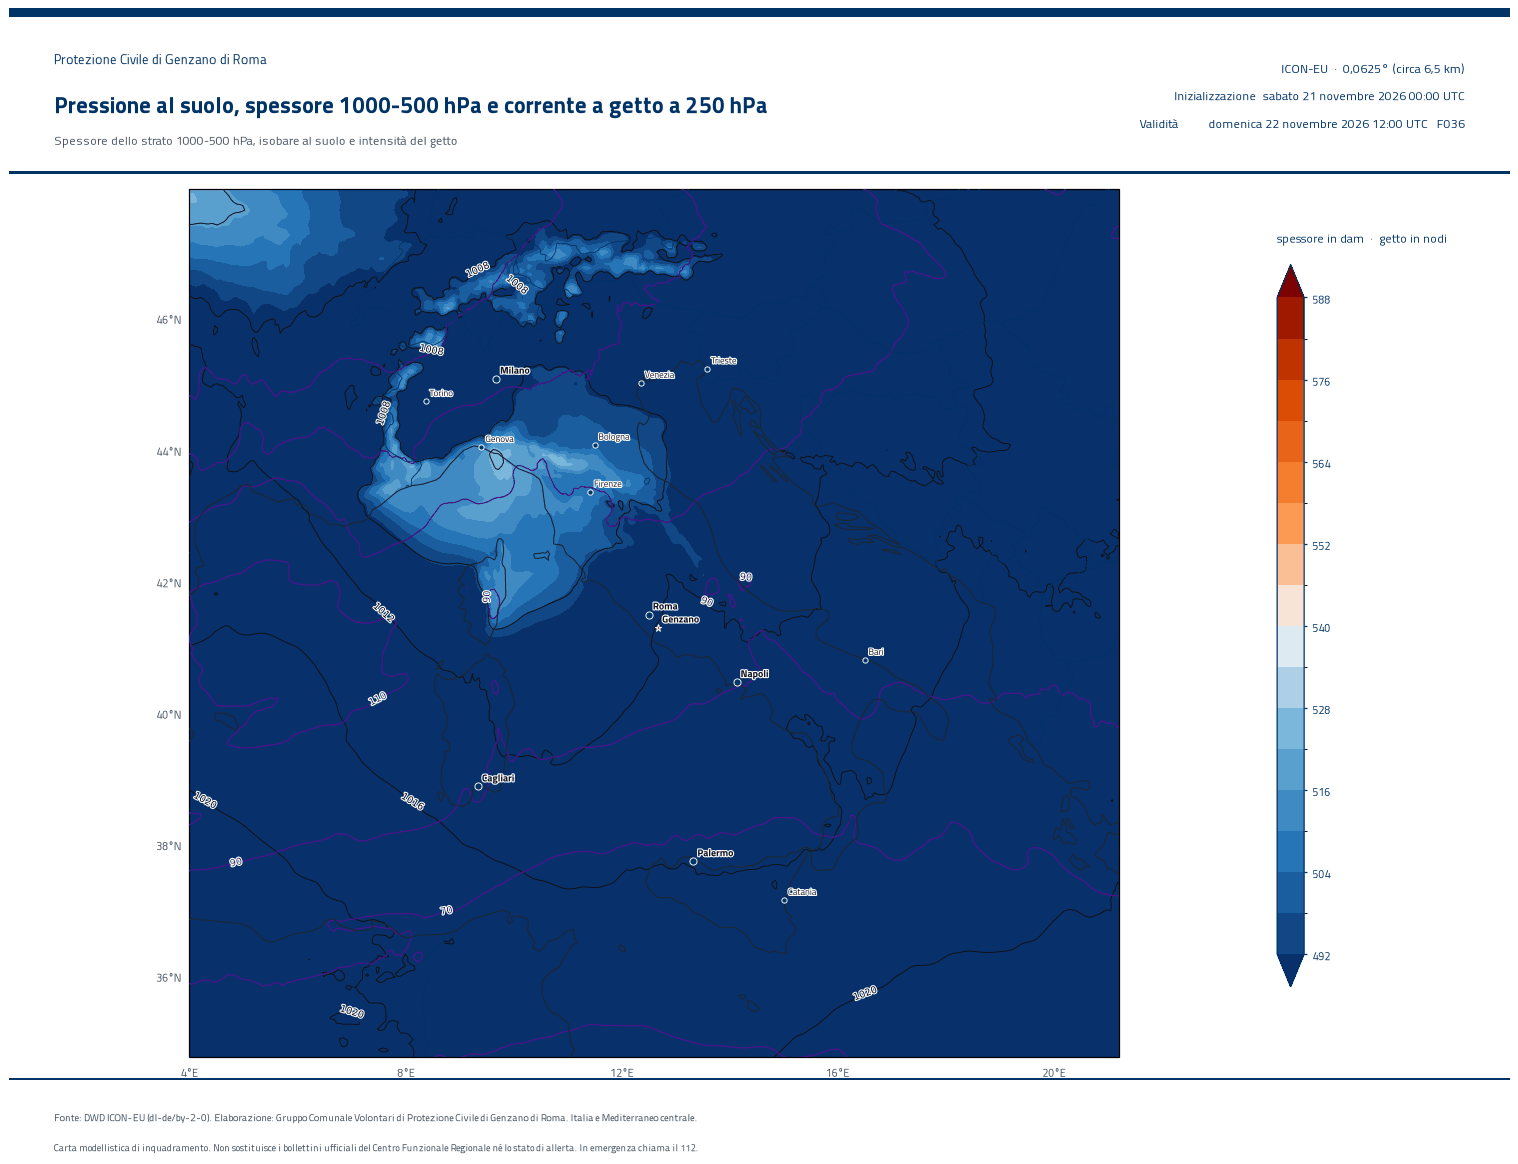 Protezione Civile di Genzano di Roma
Pressione al suolo, spessore 1000-500 hPa e corrente a getto a 250 hPa
Spessore dello strato 1000-500 hPa, isobare al suolo e intensità del getto
ICON-EU · 0,0625° (circa 6,5 km)
Inizializzazione sabato 21 novembre 2026 00:00 UTC
Validità domenica 22 novembre 2026 12:00 UTC F036
spessore in dam · getto in nodi
588
576
564
552
540
528
516
504
492
46°N
44°N
42°N
40°N
38°N
36°N
4°E
8°E
12°E
16°E
20°E
1008
1008
1008
1008
Milano
Torino
Venezia
Trieste
Genova
Bologna
Firenze
90
90
90
1012
Roma
Genzano
Bari
Napoli
110
Cagliari
1020
1016
90
Palermo
70
Catania
1020
1020
Fonte: DWD ICON-EU (dl-de/by-2-0). Elaborazione: Gruppo Comunale Volontari di Protezione Civile di Genzano di Roma. Italia e Mediterraneo centrale.
Carta modellistica di inquadramento. Non sostituisce i bollettini ufficiali del Centro Funzionale Regionale né lo stato di allerta. In emergenza chiama il 112.